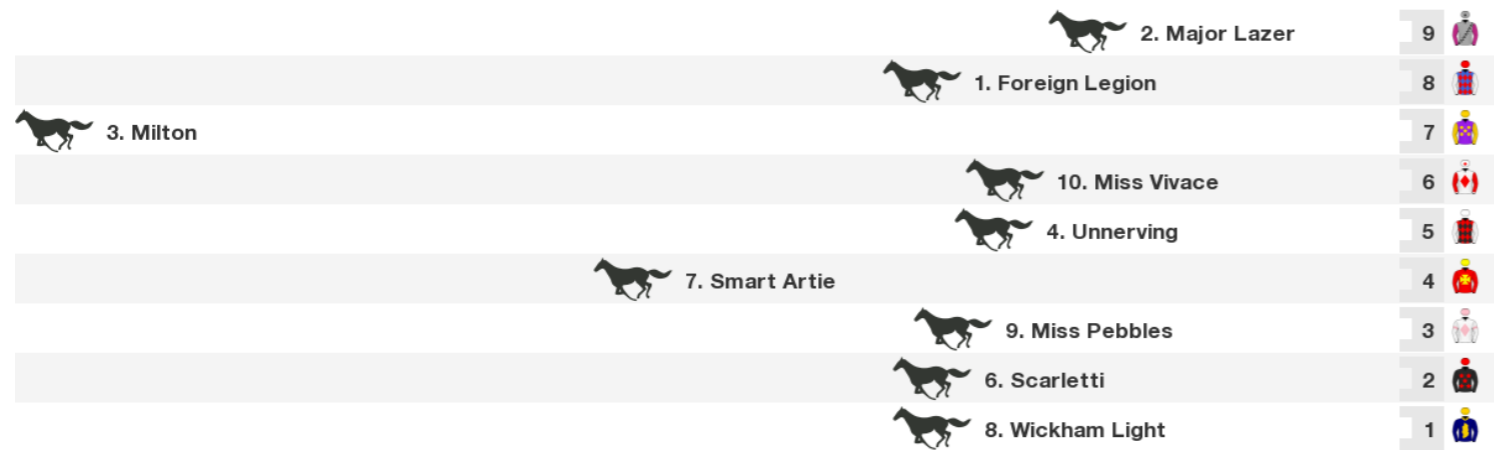 2. Major Lazer 9
1. Foreign Legion 8
3. Milton 7
10. Miss Vivace 6
4. Unnerving 5
7. Smart Artie 4
9. Miss Pebbles 3
6. Scarletti 2
8. Wickham Light 1